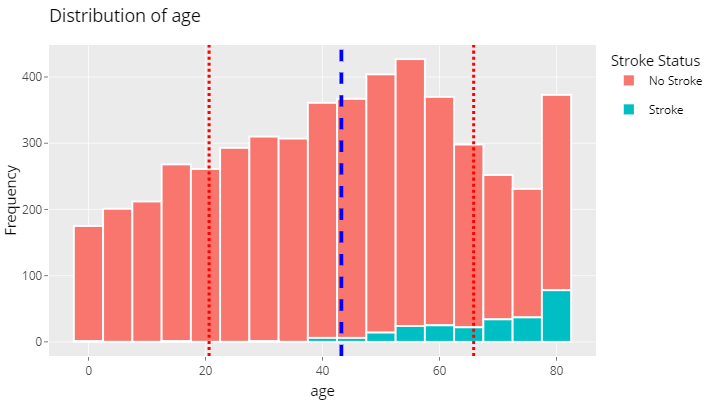 Distribution of age
Stroke Status
No Stroke
Stroke
Frequency
400
300
200
100
0
0
20
40
60
80
age